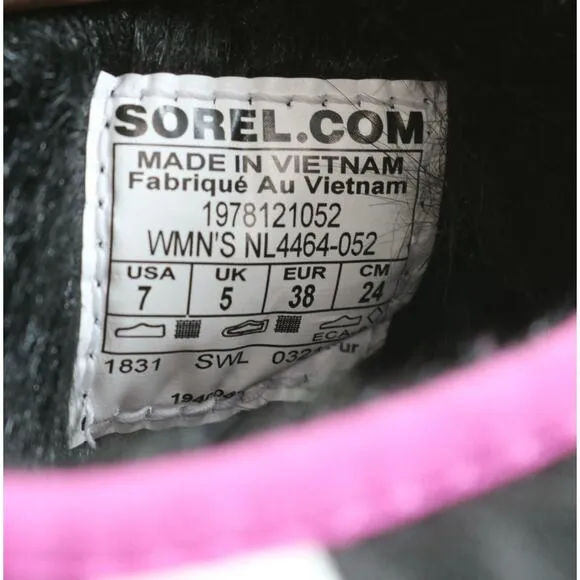 SOREL.COM
MADE IN VIETNAM
Fabriqué Au Vietnam
1978121052
WMN'S NL4464-052
USA UK EUR CM
7 5 38 24
1831 SWL